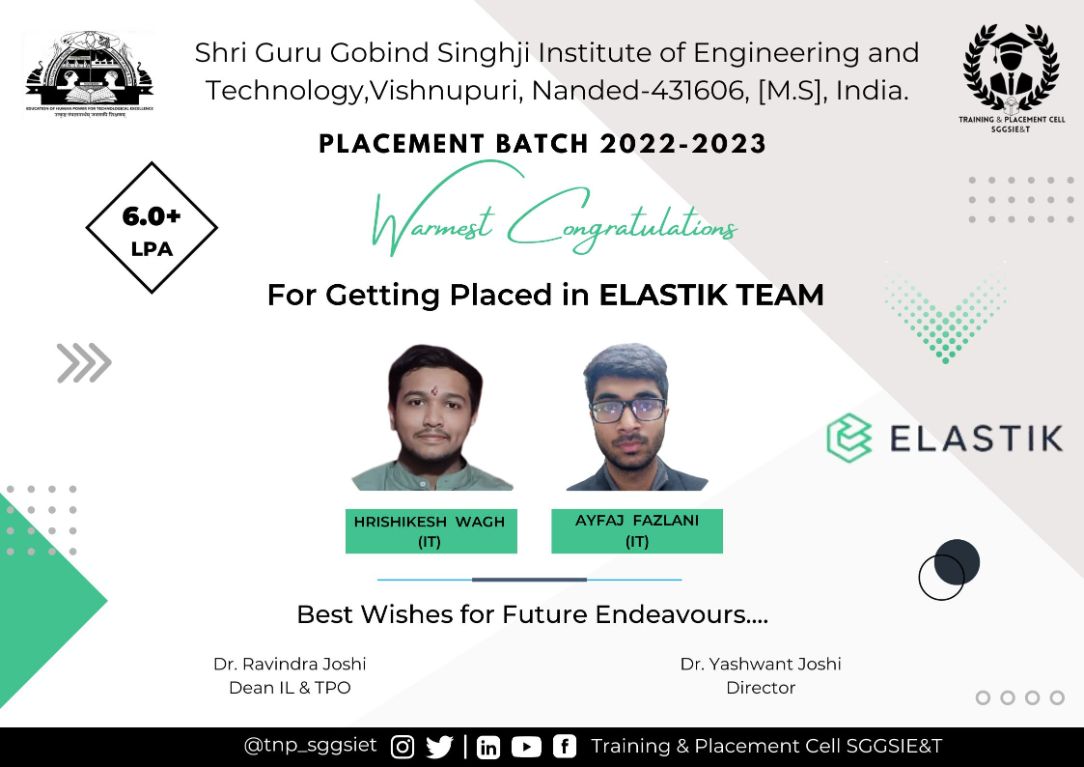 Shri Guru Gobind Singhji Institute of Engineering and
Technology,Vishnupuri, Nanded-431606, [M.S], India.
EDUCATION OF HUMAN POWER FOR TECHNOLOGICAL EXCELLENCE
TRAINING & PLACEMENT CELL
SGGSIE&T
PLACEMENT BATCH 2022-2023
Warmest Congratulations
6.0+
LPA
For Getting Placed in ELASTIK TEAM
ELASTIK
HRISHIKESH WAGH
(IT)
AYFAJ FAZLANI
(IT)
Best Wishes for Future Endeavours....
Dr. Ravindra Joshi
Dean IL & TPO
Dr. Yashwant Joshi
Director
@tnp_sggsiet
Training & Placement Cell SGGSIE&T